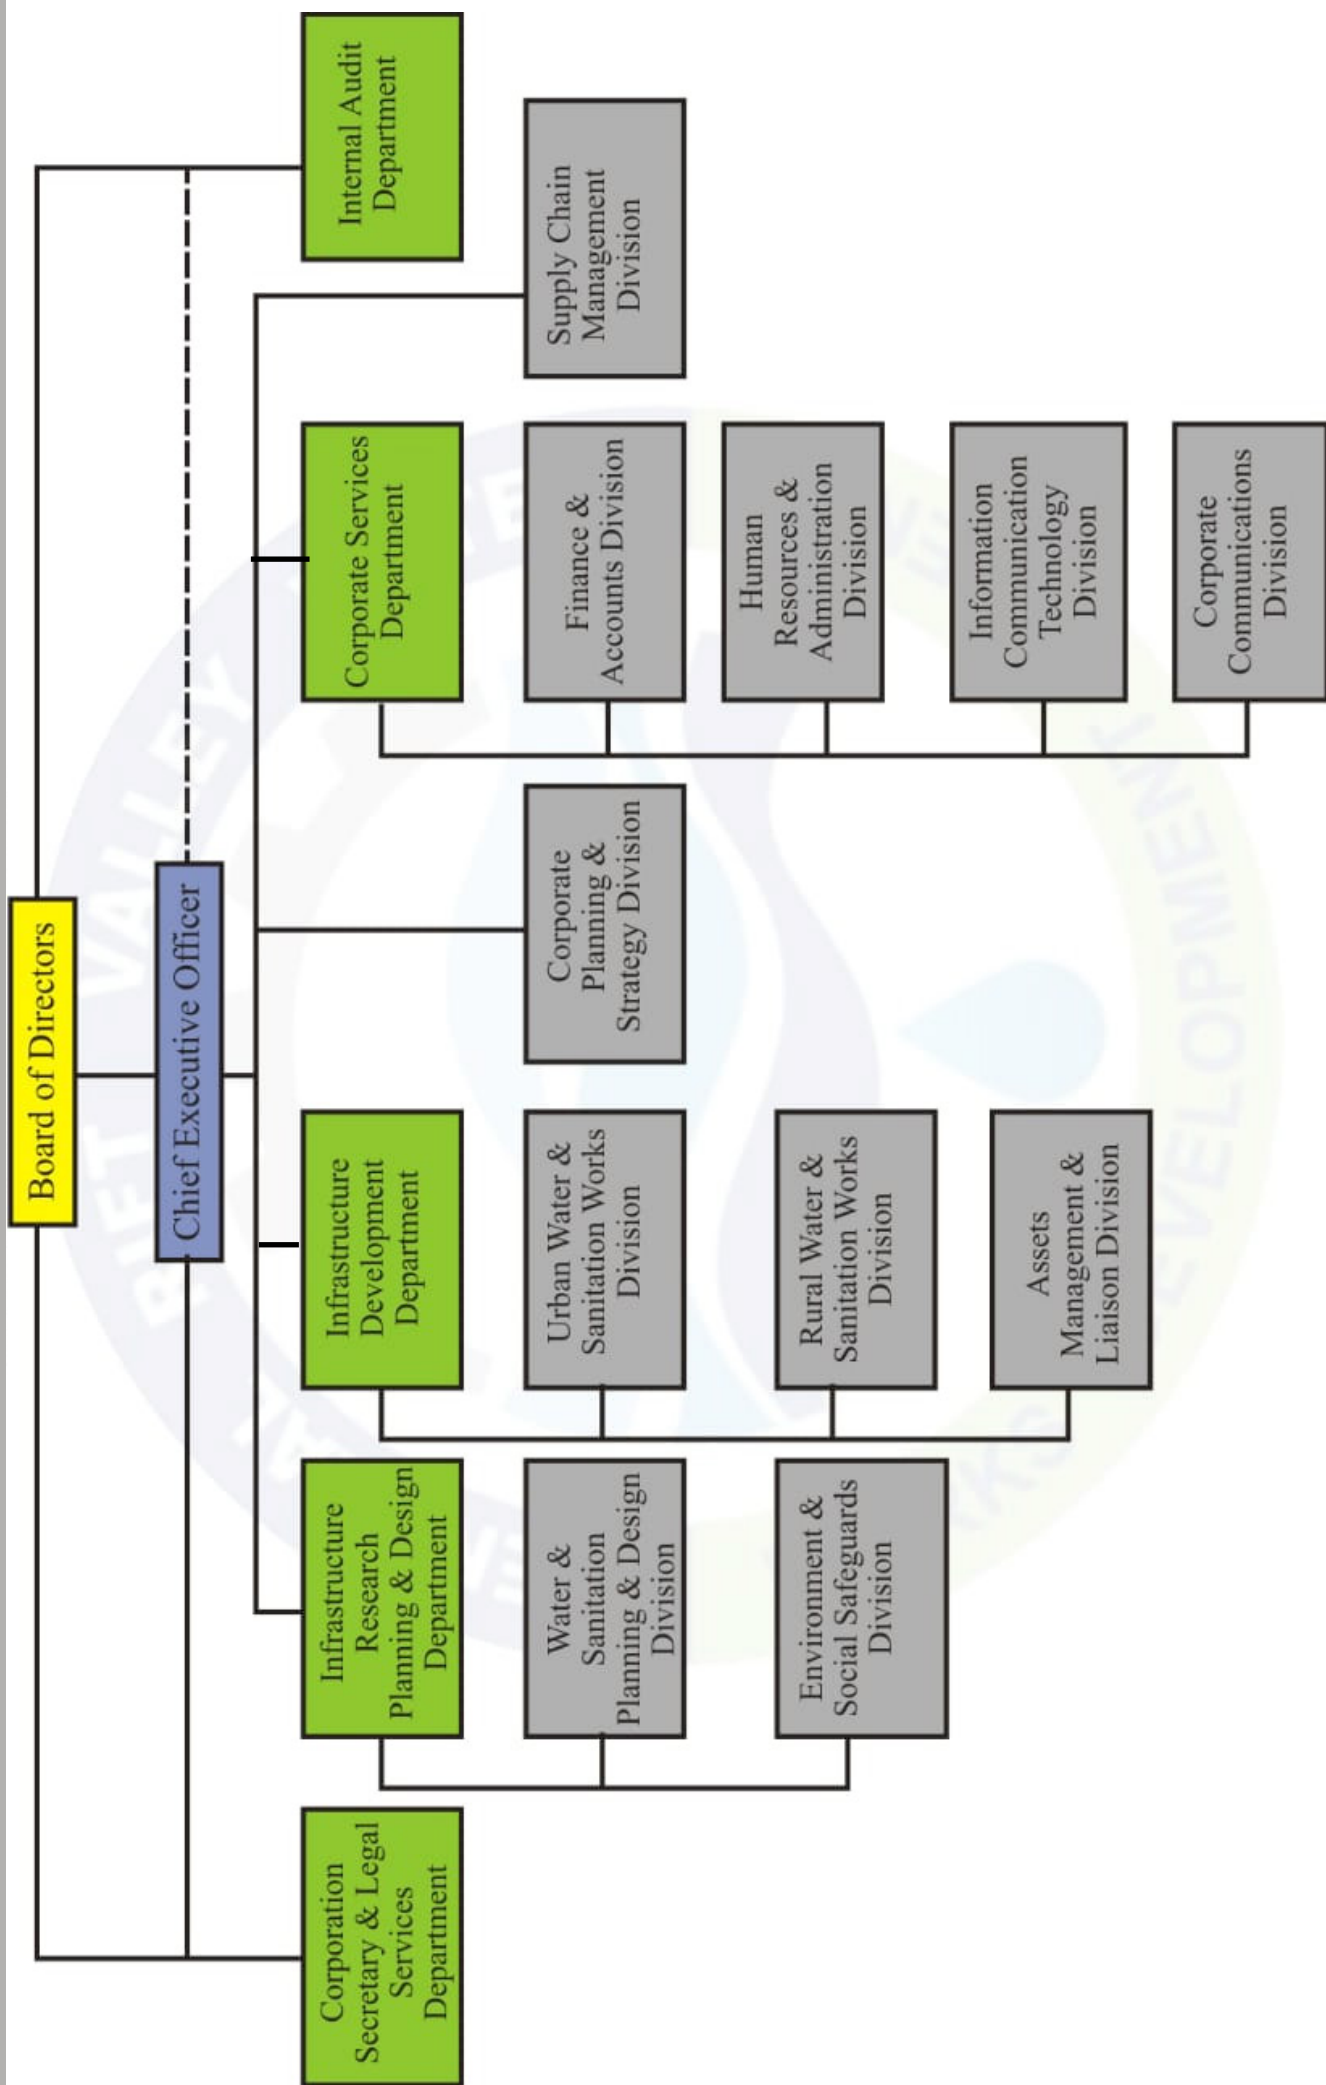 Board of Directors
Chief Executive Officer
Corporation
Secretary & Legal
Services
Department
Infrastructure
Research
Planning & Design
Department
Infrastructure
Development
Department
Corporate Services
Department
Internal Audit
Department
Water &
Sanitation
Planning & Design
Division
Environment &
Social Safeguards
Division
Urban Water &
Sanitation Works
Division
Rural Water &
Sanitation Works
Division
Assets
Management &
Liaison Division
Corporate
Planning &
Strategy Division
Finance &
Accounts Division
Human
Resources &
Administration
Division
Information
Communication
Technology
Division
Corporate
Communications
Division
Supply Chain
Management
Division
RIFT VALLEY
DEVELOPMENT